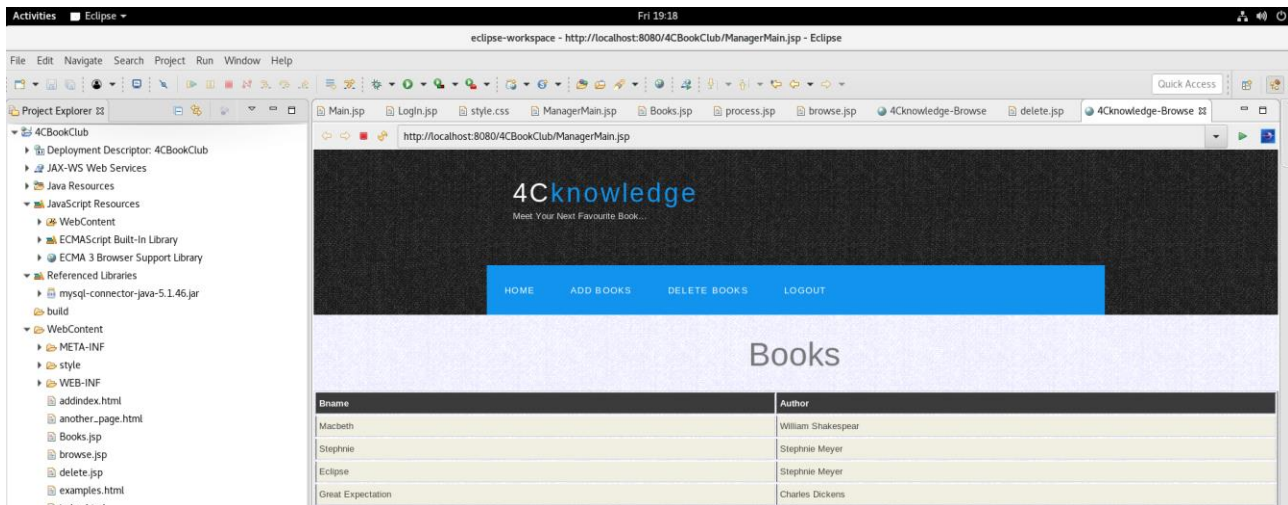 Activities Eclipse
Fri 19:18
eclipse-workspace - http://localhost:8080/4CBookClub/ManagerMain.jsp - Eclipse
File Edit Navigate Search Project Run Window Help
Quick Access
Project Explorer
Main.jsp LogIn.jsp style.css ManagerMain.jsp Books.jsp process.jsp browse.jsp 4Cknowledge-Browse delete.jsp 4Cknowledge-Browse
http://localhost:8080/4CBookClub/ManagerMain.jsp
4CBookClub
Deployment Descriptor: 4CBookClub
JAX-WS Web Services
Java Resources
JavaScript Resources
WebContent
ECMAScript Built-In Library
ECMA 3 Browser Support Library
Referenced Libraries
mysql-connector-java-5.1.46.jar
build
WebContent
META-INF
style
WEB-INF
addindex.html
another_page.html
Books.jsp
browse.jsp
delete.jsp
examples.html
4Cknowledge
Meet Your Next Favourite Book...
HOME ADD BOOKS DELETE BOOKS LOGOUT
Books
Bname Author
Macbeth William Shakespear
Stephnie Stephnie Meyer
Eclipse Stephnie Meyer
Great Expectation Charles Dickens